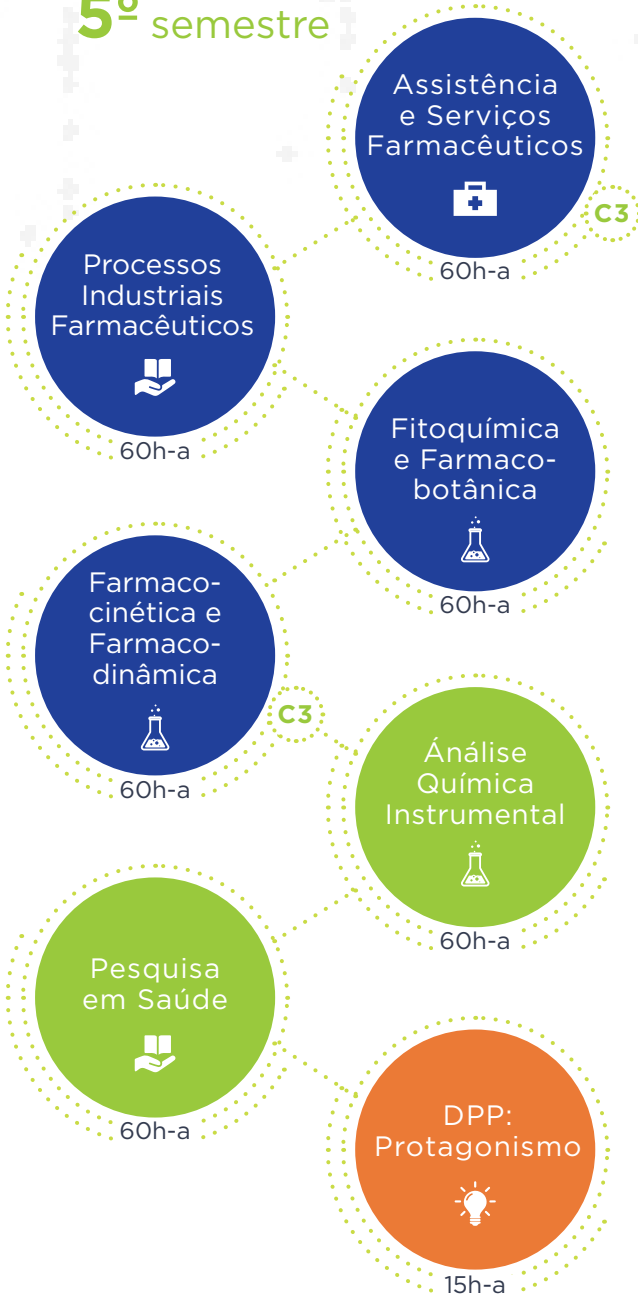 5º semestre
Assistência
e Serviços
Farmacêuticos
C3
60h-a
Processos
Industriais
Farmacêuticos
60h-a
Fitoquímica
e Farmaco-
botânica
60h-a
Farmaco-
cinética e
Farmaco-
dinâmica
C3
60h-a
Ánálise
Química
Instrumental
60h-a
Pesquisa
em Saúde
60h-a
DPP:
Protagonismo
15h-a